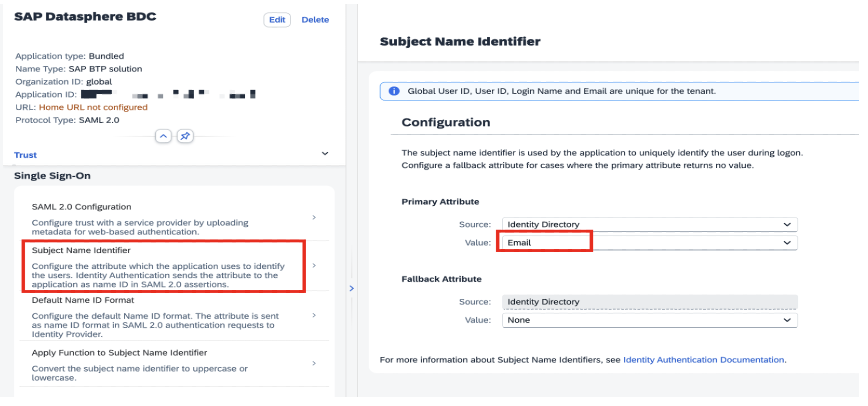 SAP Datasphere BDC
Edit Delete
Application type: Bundled
Name Type: SAP BTP solution
Organization ID: global
Application ID:
URL: Home URL not configured
Protocol Type: SAML 2.0
Trust
Single Sign-On
SAML 2.0 Configuration
Configure trust with a service provider by uploading
metadata for web-based authentication.
Subject Name Identifier
Configure the attribute which the application uses to identify
the users. Identity Authentication sends the attribute to the
application as name ID in SAML 2.0 assertions.
Default Name ID Format
Configure the default Name ID format. The attribute is sent
as name ID format in SAML 2.0 authentication requests to
Identity Provider.
Apply Function to Subject Name Identifier
Convert the subject name identifier to uppercase or
lowercase.
Subject Name Identifier
Global User ID, User ID, Login Name and Email are unique for the tenant.
Configuration
The subject name identifier is used by the application to uniquely identify the user during logon.
Configure a fallback attribute for cases where the primary attribute returns no value.
Primary Attribute
Source: Identity Directory
Value: Email
Fallback Attribute
Source: Identity Directory
Value: None
For more information about Subject Name Identifiers, see Identity Authentication Documentation.